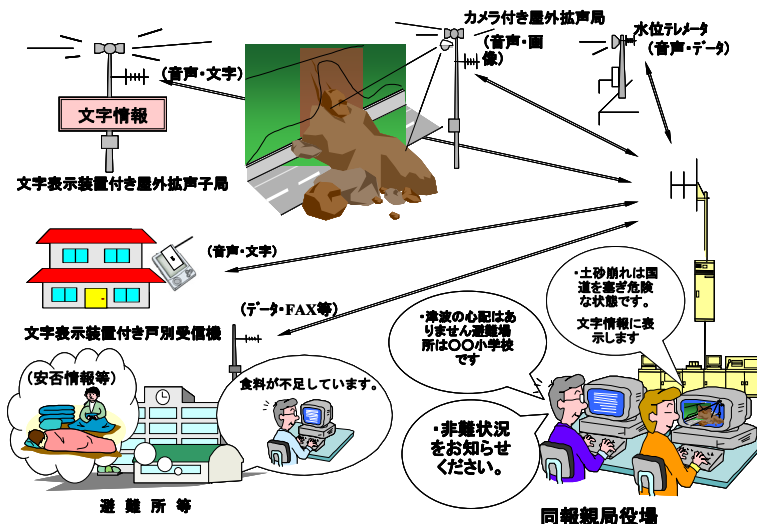 カメラ付き屋外拡声局
(音声・画
像)
水位テレメータ
(音声・データ)
(音声・文字)
文字情報
文字表示装置付き屋外拡声子局
(音声・文字)
文字表示装置付き戸別受信機
(データ・FAX等)
・土砂崩れは国
道を塞ぎ危険
な状態です。
文字情報に表
示します
・津波の心配はあ
りません避難場
所は〇〇小学校
です
(安否情報等)
食料が不足しています。
・非難状況
をお知らせ
ください。
避難所等
同報親局役場